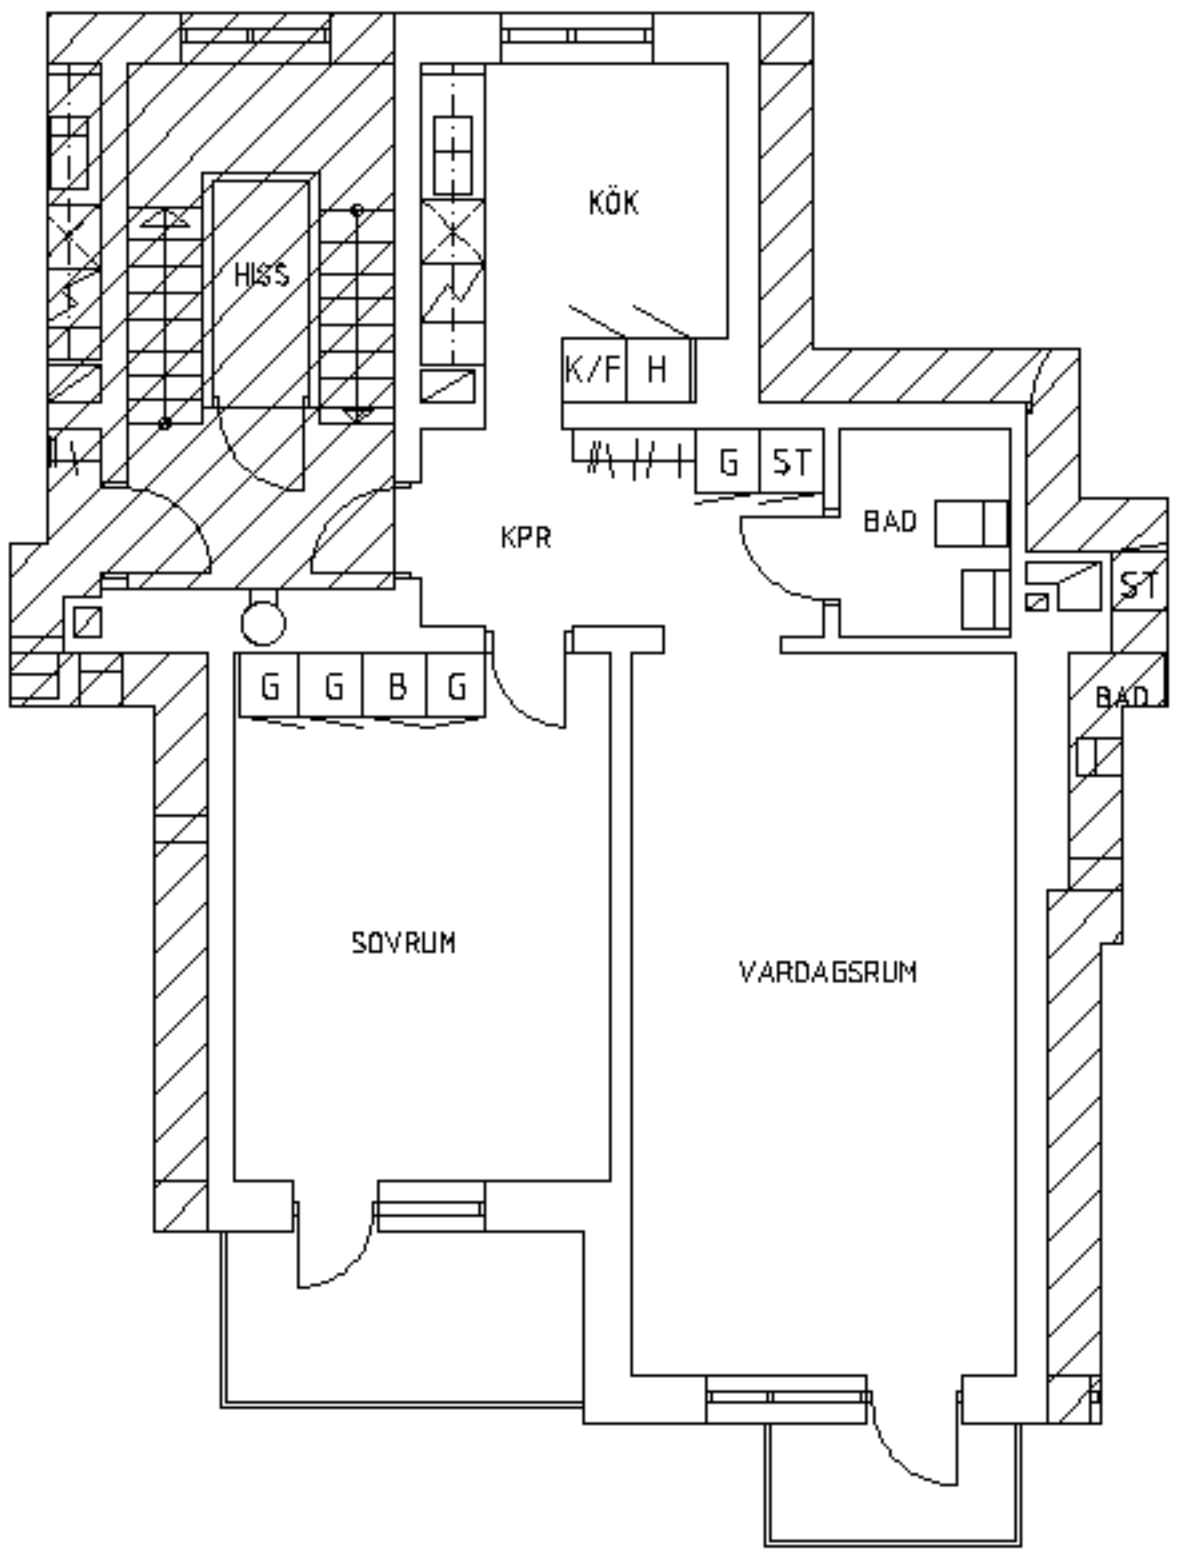 KÖK
HISS
K/F H
G ST
BAD
KPR
ST
G G B G
BAD
SOVRUM
VARDAGSRUM